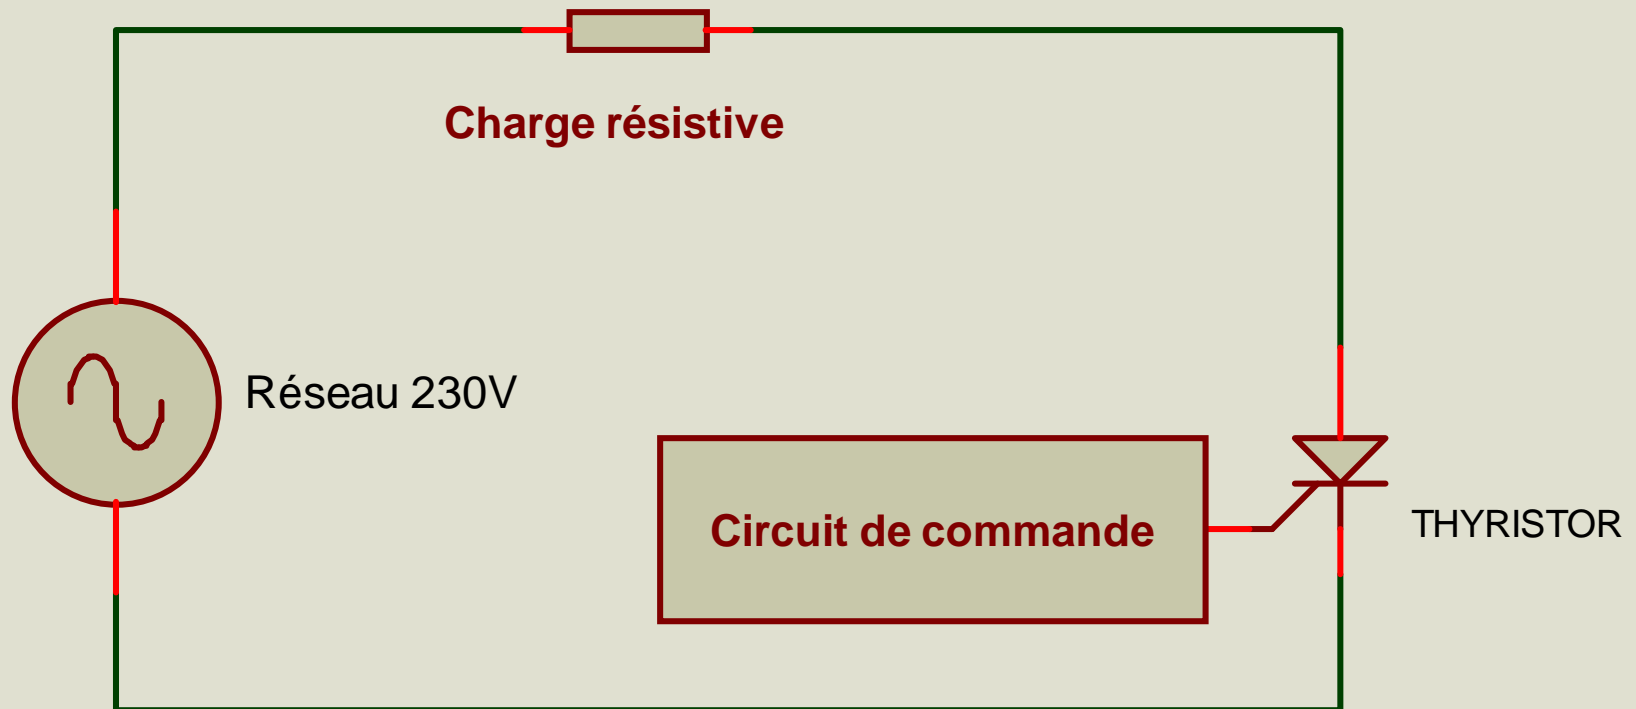 Charge résistive
Réseau 230V
Circuit de commande
THYRISTOR